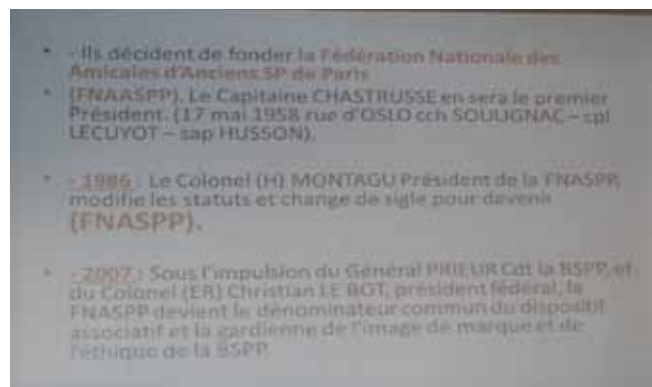 - Ils décident de fonder la Fédération Nationale des
Amicales d'Anciens SP de Paris
(FNAASPP). Le Capitaine CHASTRUSSE en sera le premier
Président. (17 mai 1958 rue d'OSLO cch SOULIGNAC – cpl
LECUYOT – sap HUSSON).
- 1986 : Le Colonel (H) MONTAGU Président de la FNASPP,
modifie les statuts et change de sigle pour devenir
(FNASPP).
- 2007 : Sous l'impulsion du Général PRIEUR Cdt la BSPP, et
du Colonel (ER) Christian LE BOT, président fédéral, la
FNASPP devient le dénominateur commun du dispositif
associatif et la gardienne de l'image de marque et de
l'éthique de la BSPP.